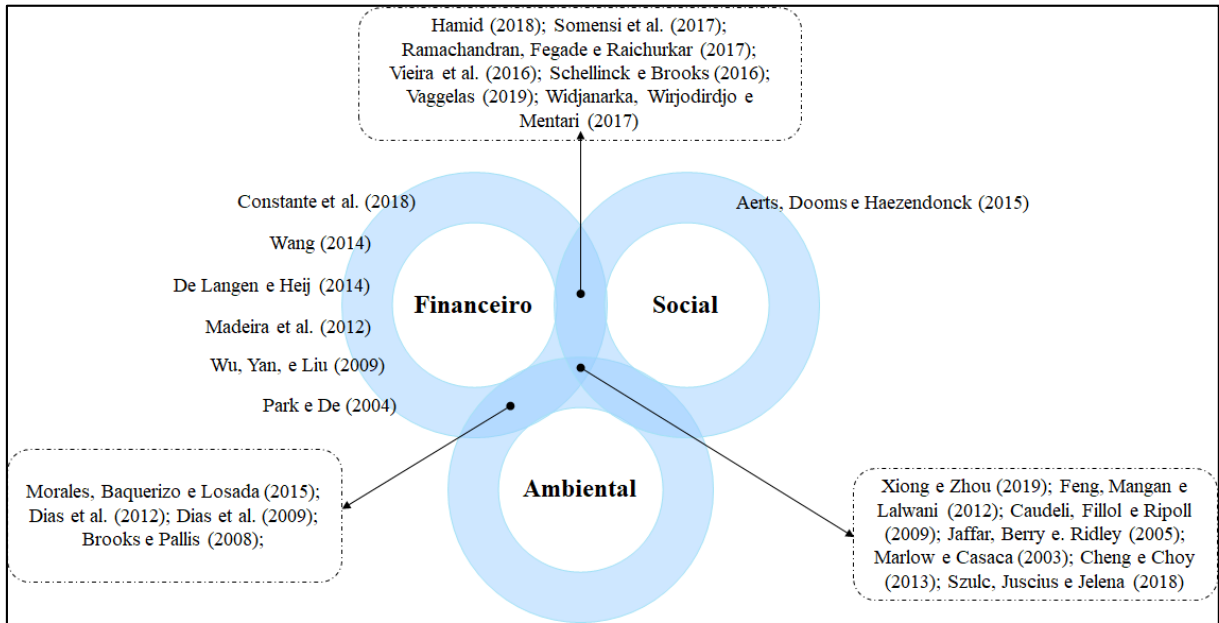 Hamid (2018); Somensi et al. (2017);
Ramachandran, Fegade e Raichurkar (2017);
Vieira et al. (2016); Schellinck e Brooks (2016);
Vaggelas (2019); Widjanarka, Wirjodirdjo e
Mentari (2017)
Constante et al. (2018)
Aerts, Dooms e Haezendonck (2015)
Wang (2014)
De Langen e Heij (2014)
Financeiro
Social
Madeira et al. (2012)
Wu, Yan, e Liu (2009)
Park e De (2004)
Morales, Baquerizo e Losada (2015);
Dias et al. (2012); Dias et al. (2009);
Brooks e Pallis (2008);
Ambiental
Xiong e Zhou (2019); Feng, Mangan e
Lalwani (2012); Caudeli, Fillol e Ripoll
(2009); Jaffar, Berry e. Ridley (2005);
Marlow e Casaca (2003); Cheng e Choy
(2013); Szulc, Juscius e Jelena (2018)